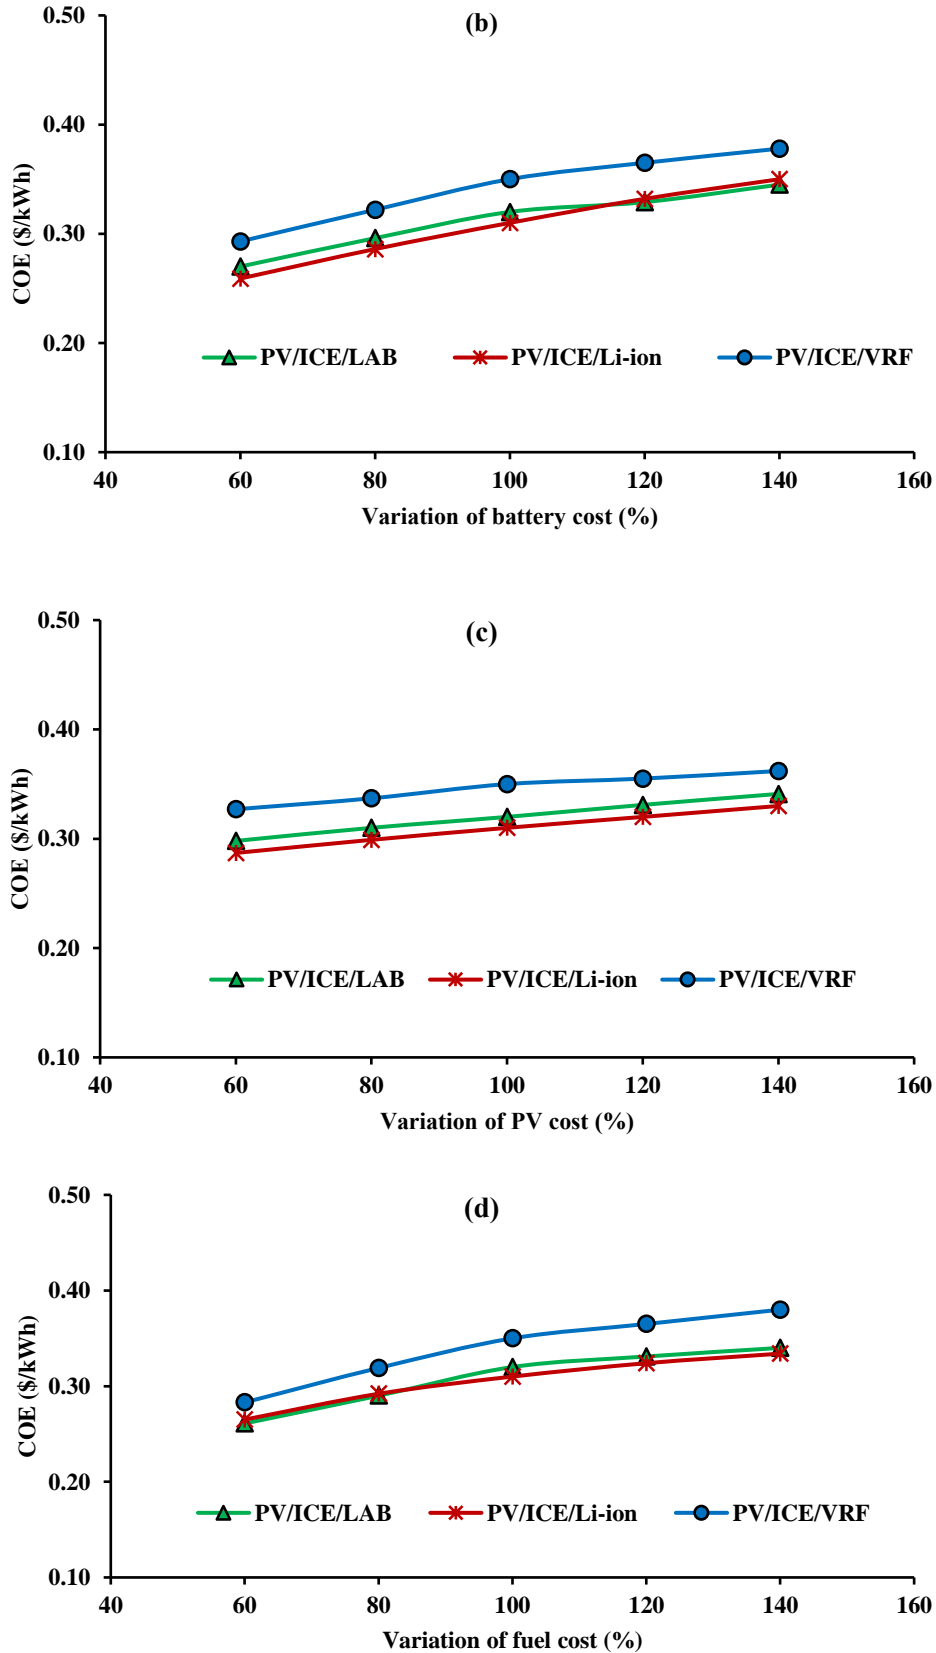 (b)
0.50
0.40
0.30
0.20
0.10
COE ($/kWh)
PV/ICE/LAB PV/ICE/Li-ion PV/ICE/VRF
40 60 80 100 120 140 160
Variation of battery cost (%)
(c)
0.50
0.40
0.30
0.20
0.10
COE ($/kWh)
PV/ICE/LAB PV/ICE/Li-ion PV/ICE/VRF
40 60 80 100 120 140 160
Variation of PV cost (%)
(d)
0.50
0.40
0.30
0.20
0.10
COE ($/kWh)
PV/ICE/LAB PV/ICE/Li-ion PV/ICE/VRF
40 60 80 100 120 140 160
Variation of fuel cost (%)